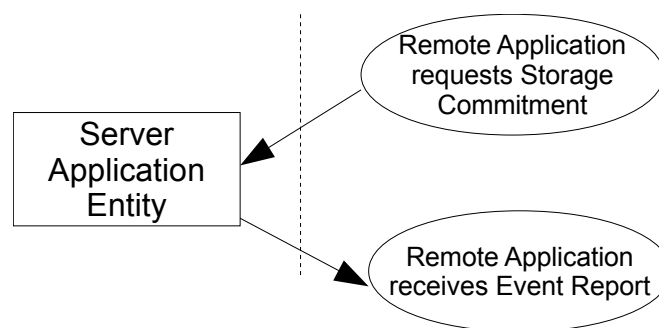 Remote Application
requests Storage
Commitment
Server
Application
Entity
Remote Application
receives Event Report